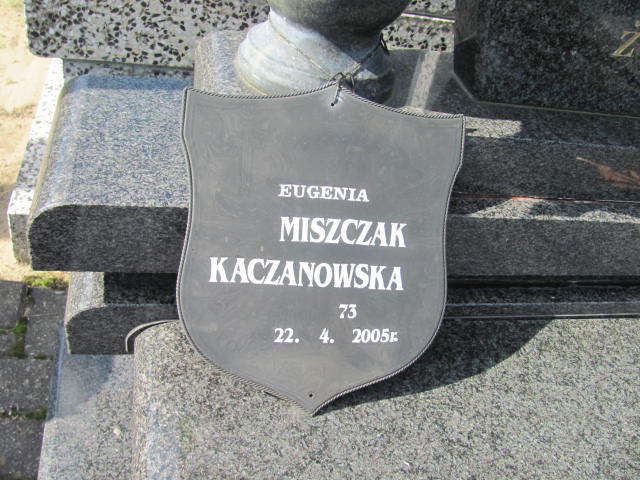 EUGENIA
MISZCZAK
KACZANOWSKA
73
22. 4. 2005r.